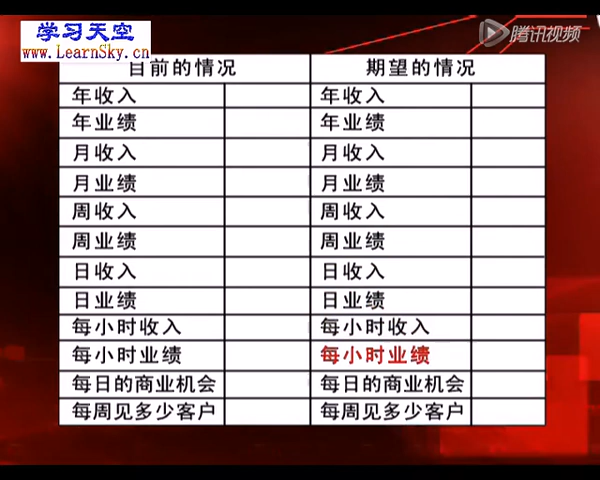 学习天空
www.LearnSky.cn
腾讯视频
目前的情况 期望的情况
年收入 年收入
年业绩 年业绩
月收入 月收入
月业绩 月业绩
周收入 周收入
周业绩 周业绩
日收入 日收入
日业绩 日业绩
每小时收入 每小时收入
每小时业绩 每小时业绩
每日的商业机会 每日的商业机会
每周见多少客户 每周见多少客户